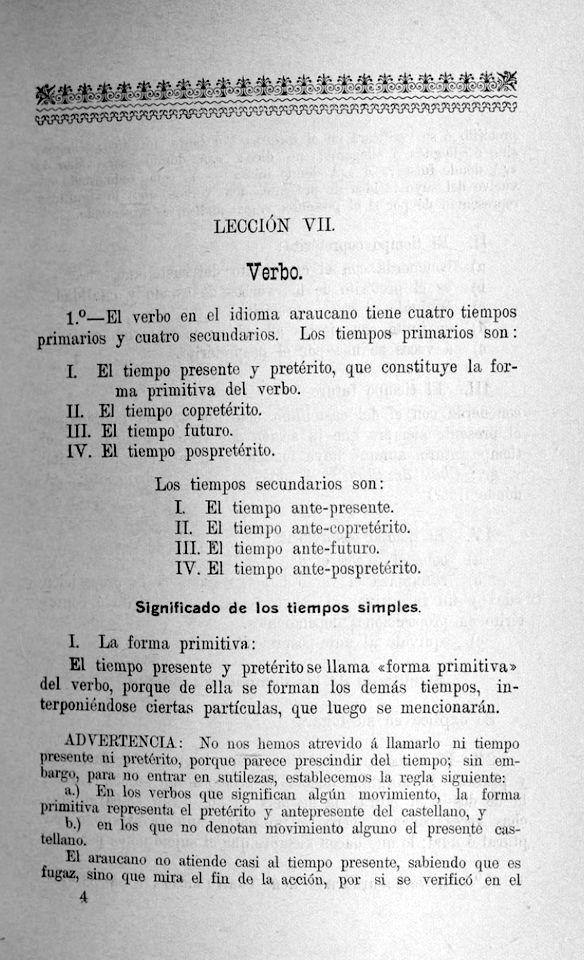 LECCIÓN VII.
Verbo.
1.º—El verbo en el idioma araucano tiene cuatro tiempos
primarios y cuatro secundarios. Los tiempos primarios son:
I. El tiempo presente y pretérito, que constituye la for-
ma primitiva del verbo.
II. El tiempo copretérito.
III. El tiempo futuro.
IV. El tiempo pospretérito.
Los tiempos secundarios son:
I. El tiempo ante-presente.
II. El tiempo ante-copretérito.
III. El tiempo ante-futuro.
IV. El tiempo ante-pospretérito.
Significado de los tiempos simples.
I. La forma primitiva:
El tiempo presente y pretérito se llama «forma primitiva»
del verbo, porque de ella se forman los demás tiempos, in-
terponiéndose ciertas partículas, que luego se mencionarán.
ADVERTENCIA: No nos hemos atrevido á llamarlo ni tiempo
presente ni pretérito, porque parece prescindir del tiempo; sin em-
bargo, para no entrar en sutilezas, establecemos la regla siguiente:
a.) En los verbos que significan algún movimiento, la forma
primitiva representa el pretérito y antepresente del castellano, y
b.) en los que no denotan movimiento alguno el presente cas-
tellano.
El araucano no atiende casi al tiempo presente, sabiendo que es
fugaz, sino que mira el fin de la acción, por si se verificó en el
4